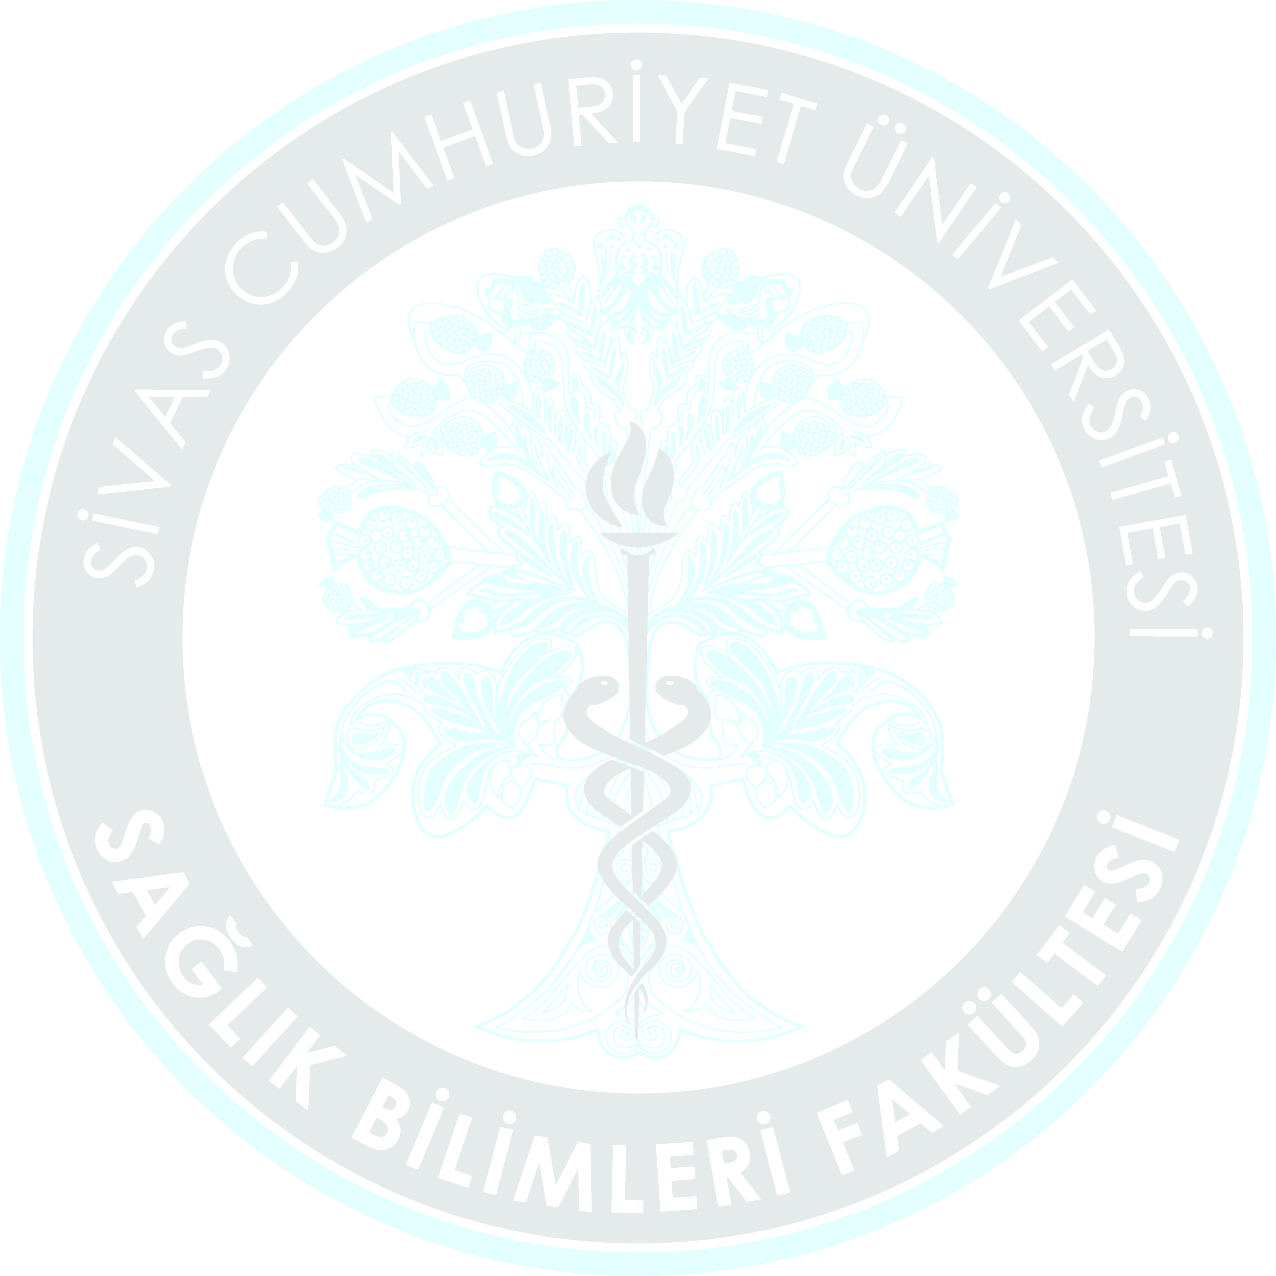 SİVAS CUMHURİYET ÜNİVERSİTESİ
SAĞLIK BİLİMLERİ FAKÜLTESİ